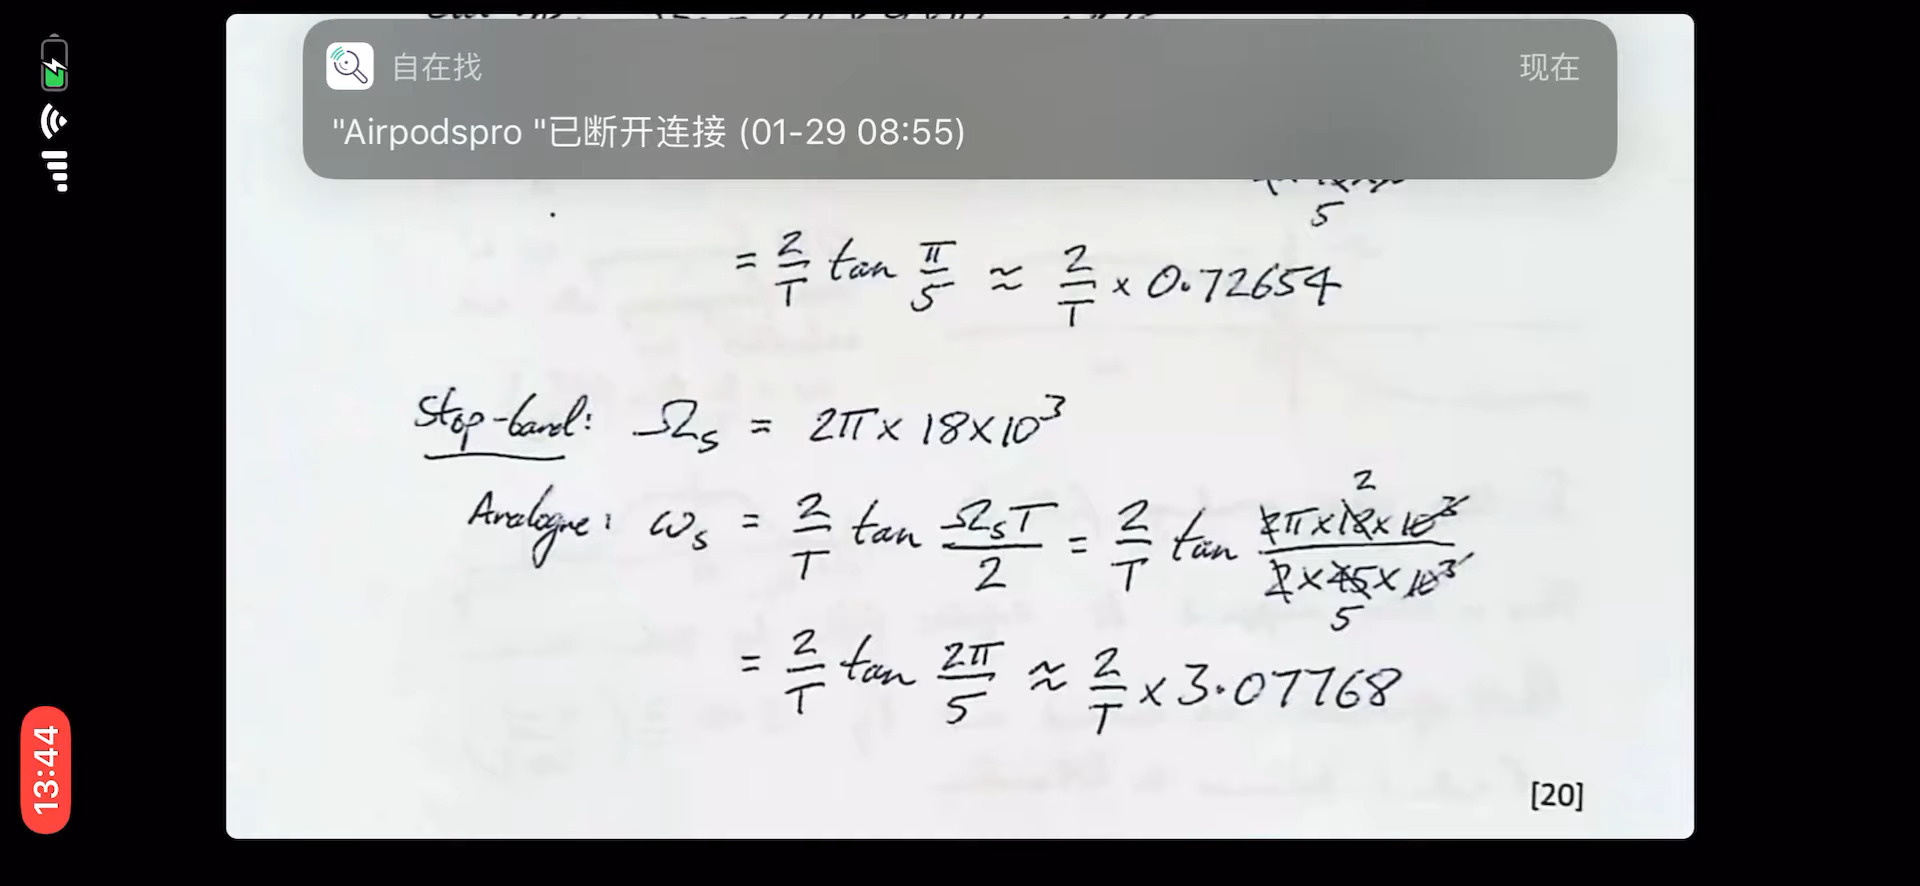 自在找 现在
"Airpodspro "已断开连接 (01-29 08:55)
5
= 2/T tan π/5 ≈ 2/T × 0.72654
Stop-band: Ωs = 2π × 18 × 10³
2
Analogue: ωs = 2/T tan ΩsT/2 = 2/T tan 2π×18×10³/2×45×10³
5
= 2/T tan 2π/5 ≈ 2/T × 3.07768
[20]
13:44